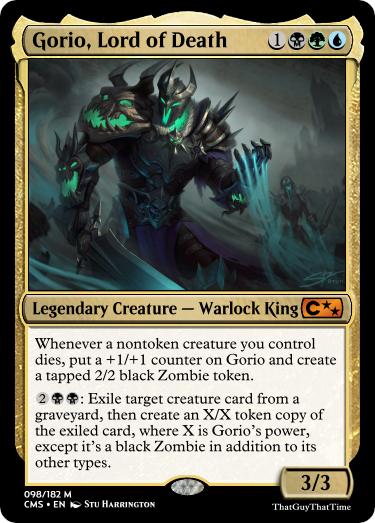 Gorio, Lord of Death 1
Legendary Creature — Warlock King C
Whenever a nontoken creature you control
dies, put a +1/+1 counter on Gorio and create
a tapped 2/2 black Zombie token.
2: Exile target creature card from a
graveyard, then create an X/X token copy of
the exiled card, where X is Gorio's power,
except it's a black Zombie in addition to its
other types.
3/3
098/182 M
CMS • EN Stu Harrington
ThatGuyThatTime